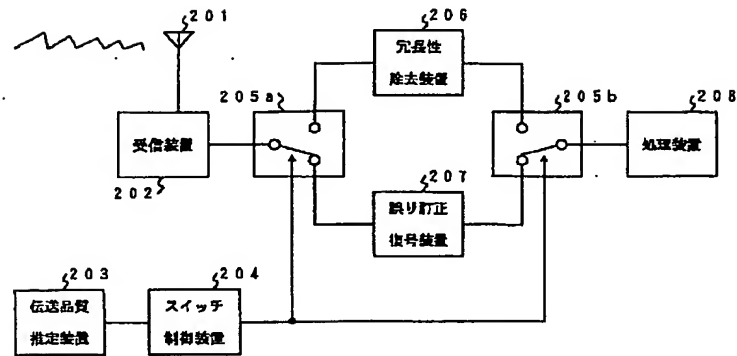 201
206
冗長性
除去装置
205a
205b
208
受信装置
処理装置
202
207
誤り訂正
復号装置
203
204
伝送品質
推定装置
スイッチ
制御装置